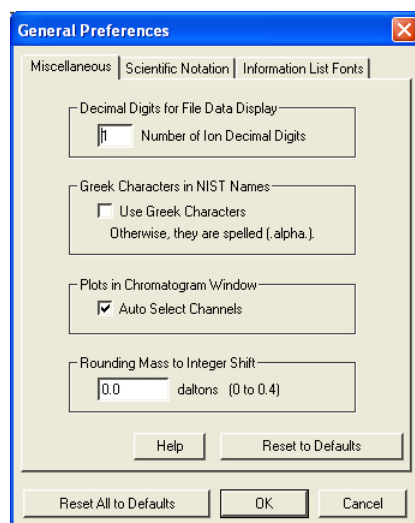 General Preferences
Miscellaneous Scientific Notation Information List Fonts
Decimal Digits for File Data Display
1 Number of Ion Decimal Digits
Greek Characters in NIST Names
Use Greek Characters
Otherwise, they are spelled (.alpha.).
Plots in Chromatogram Window
Auto Select Channels
Rounding Mass to Integer Shift
0.0 daltons (0 to 0.4)
Help Reset to Defaults
Reset All to Defaults OK Cancel